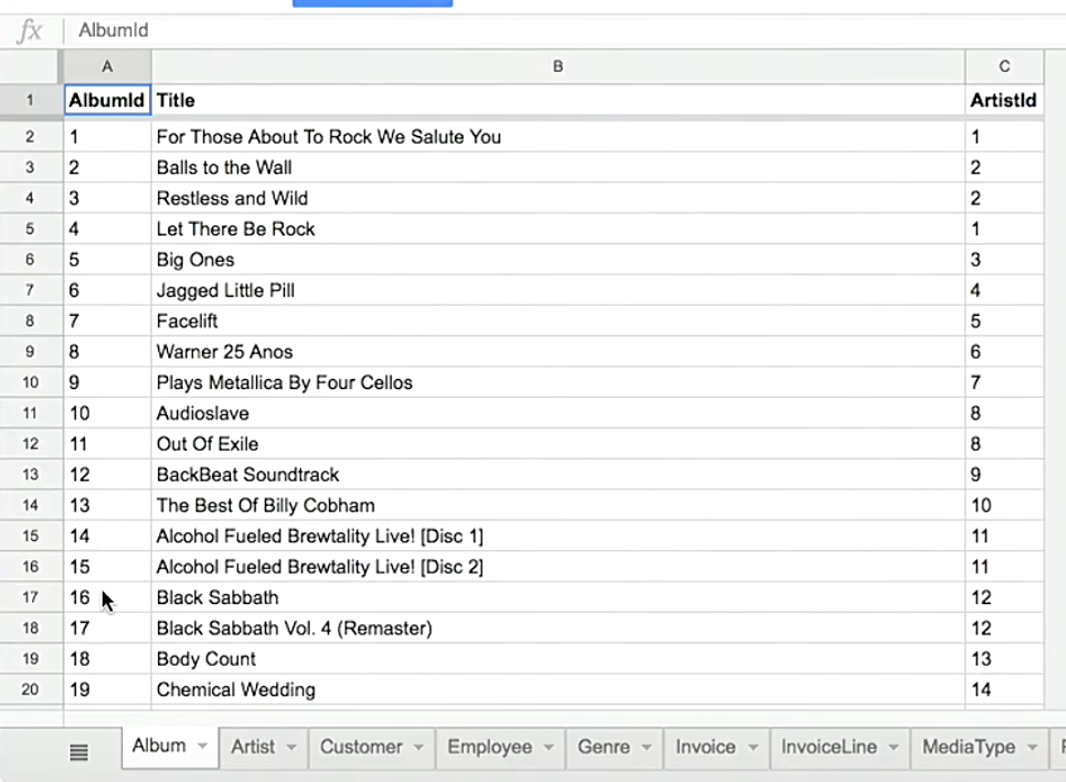 fx AlbumId
A B C
1 AlbumId Title ArtistId
2 1 For Those About To Rock We Salute You 1
3 2 Balls to the Wall 2
4 3 Restless and Wild 2
5 4 Let There Be Rock 1
6 5 Big Ones 3
7 6 Jagged Little Pill 4
8 7 Facelift 5
9 8 Warner 25 Anos 6
10 9 Plays Metallica By Four Cellos 7
11 10 Audioslave 8
12 11 Out Of Exile 8
13 12 BackBeat Soundtrack 9
14 13 The Best Of Billy Cobham 10
15 14 Alcohol Fueled Brewtality Live! [Disc 1] 11
16 15 Alcohol Fueled Brewtality Live! [Disc 2] 11
17 16 Black Sabbath 12
18 17 Black Sabbath Vol. 4 (Remaster) 12
19 18 Body Count 13
20 19 Chemical Wedding 14
Album Artist Customer Employee Genre Invoice InvoiceLine MediaType